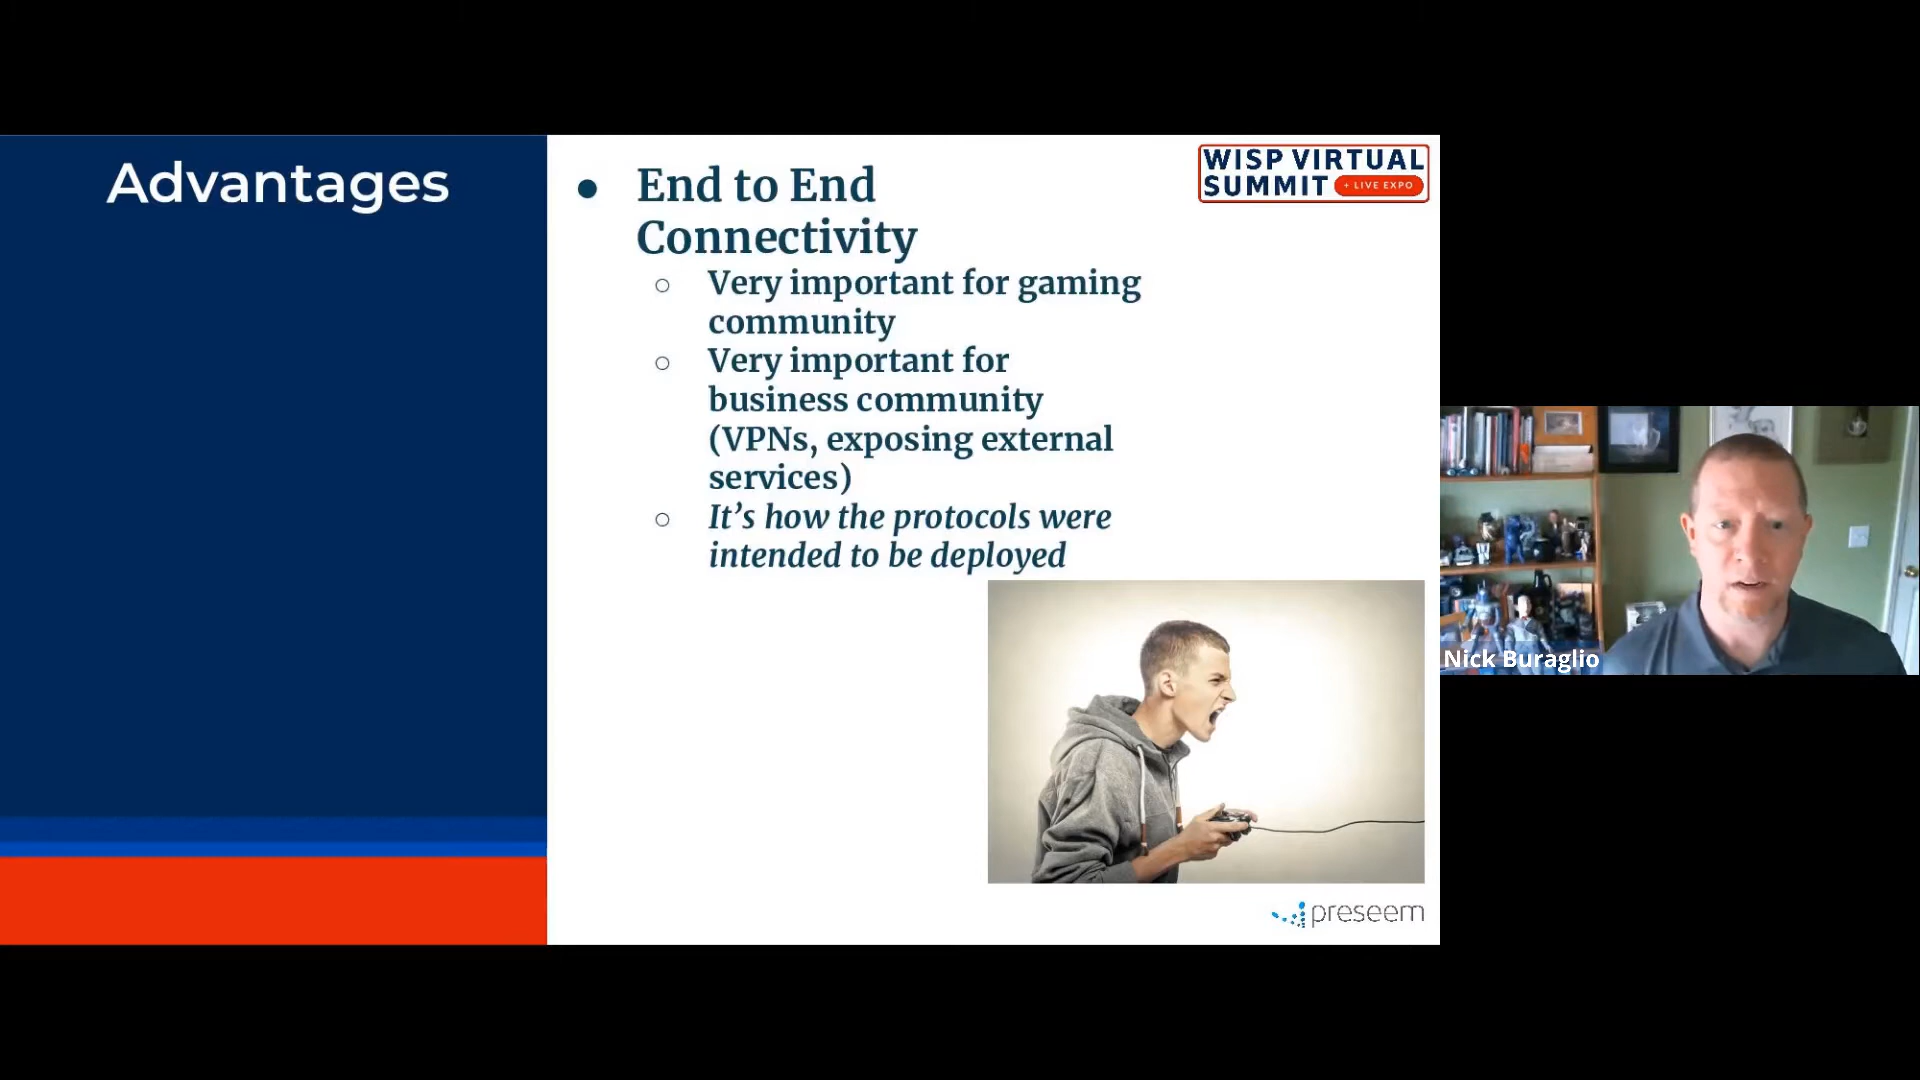 Advantages
● End to End
Connectivity
○ Very important for gaming
community
○ Very important for
business community
(VPNs, exposing external
services)
○ It's how the protocols were
intended to be deployed
WISP VIRTUAL
SUMMIT + LIVE EXPO
Nick Buraglio
preseem